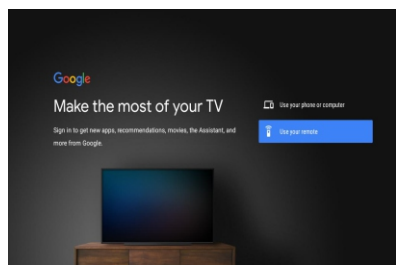 Google
Make the most of your TV
Sign in to get new apps, recommendations, movies, the Assistant, and
more from Google.
Use your phone or computer
Use your remote